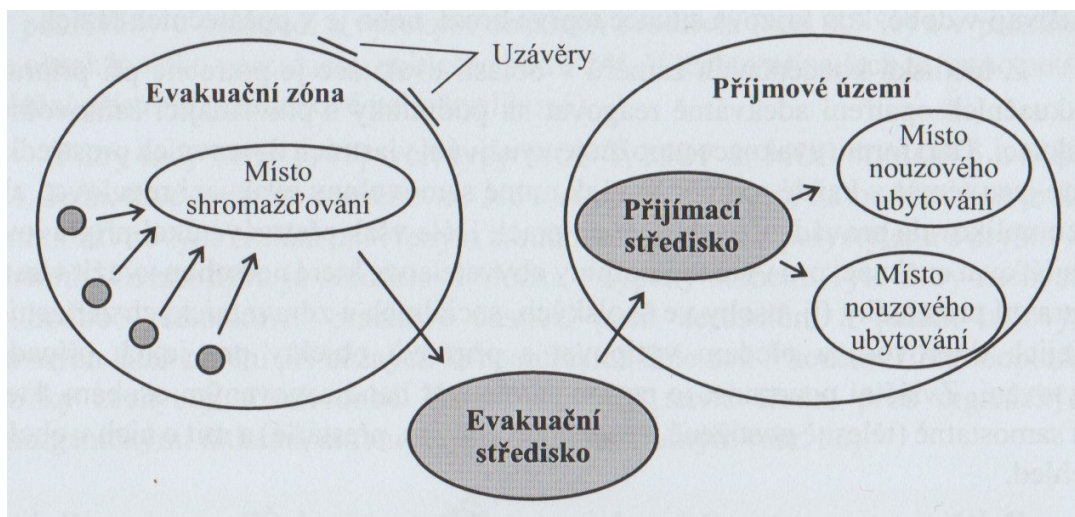 Uzávěry
Evakuační zóna
Místo
shromažďování
Evakuační
středisko
Příjmové území
Přijímací
středisko
Místo
nouzového
ubytování
Místo
nouzového
ubytování